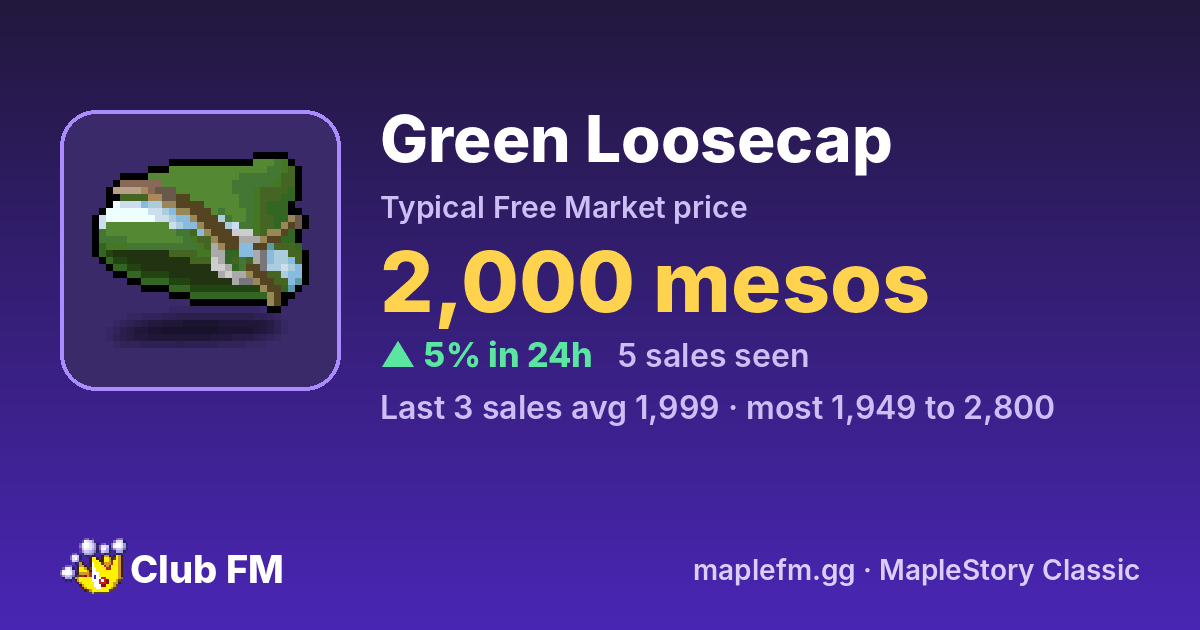 Green Loosecap
Typical Free Market price
2,000 mesos
▲ 5% in 24h 5 sales seen
Last 3 sales avg 1,999 · most 1,949 to 2,800
Club FM
maplefm.gg · MapleStory Classic